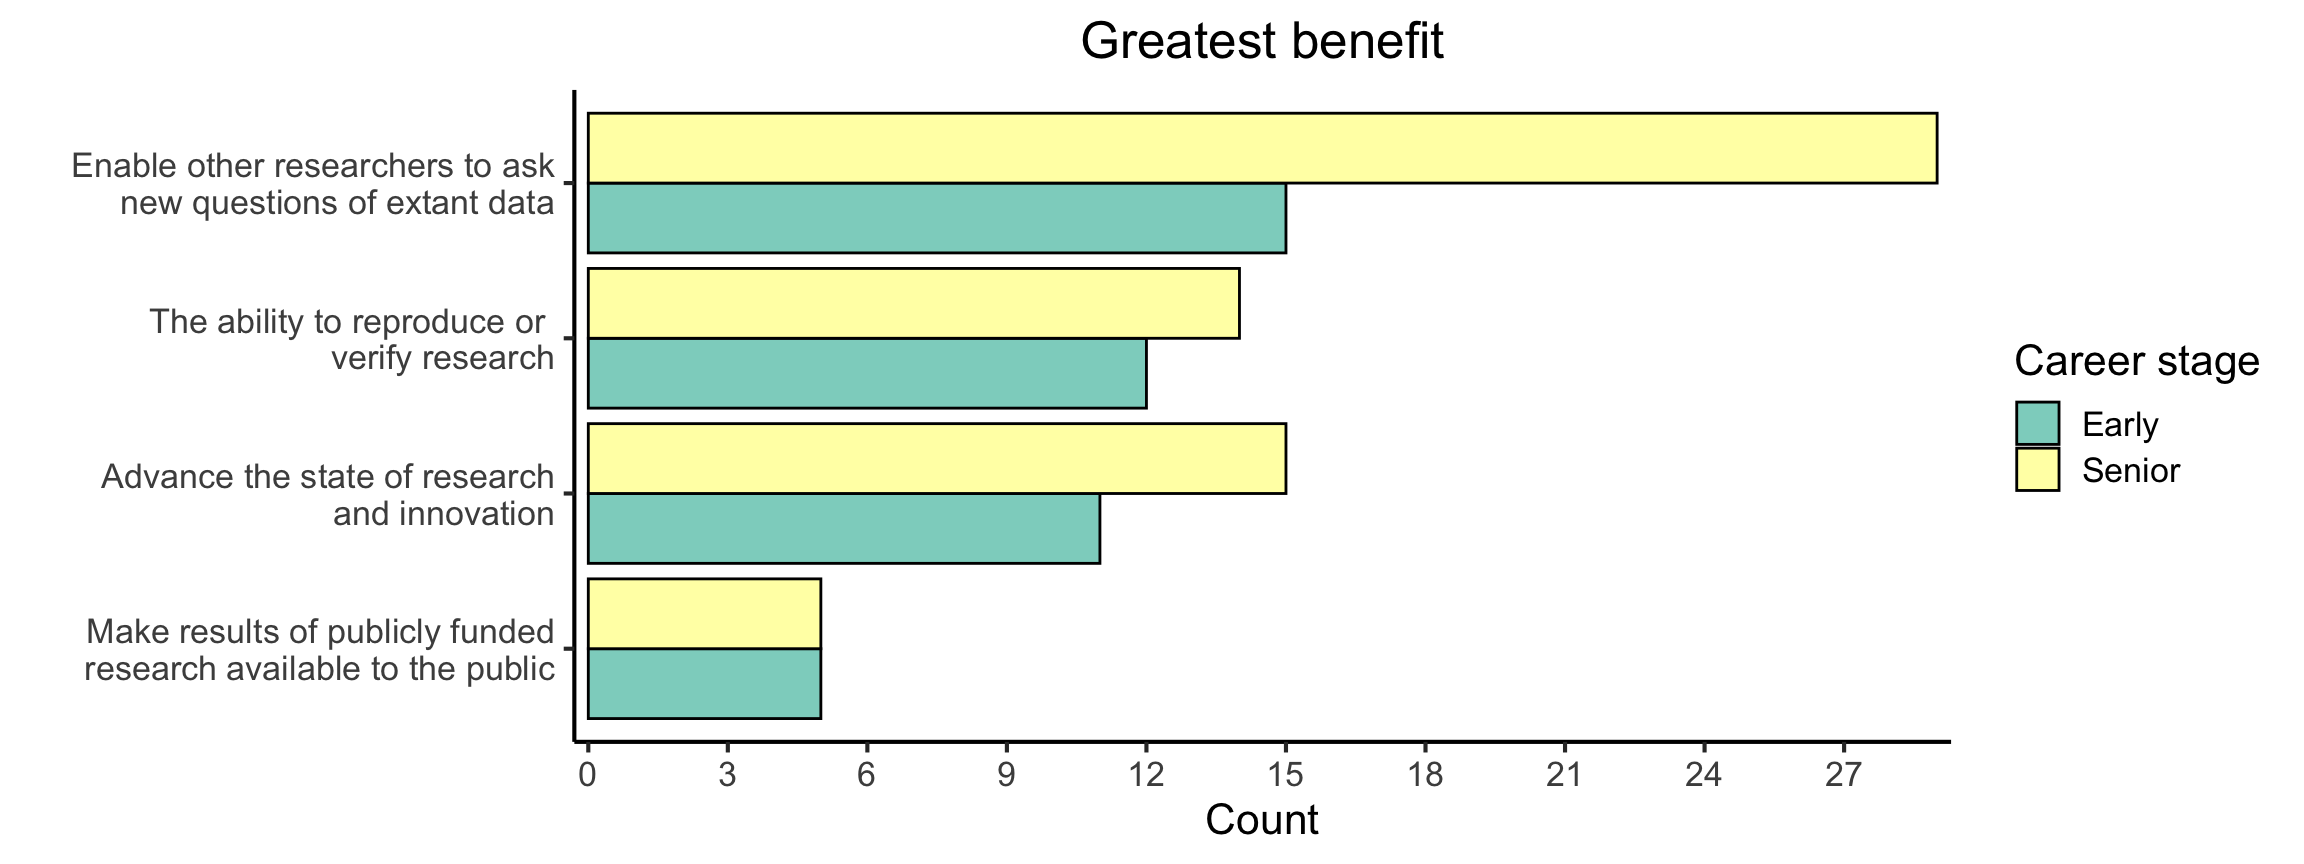 Greatest benefit
Enable other researchers to ask
new questions of extant data
The ability to reproduce or
verify research
Advance the state of research
and innovation
Make results of publicly funded
research available to the public
0 3 6 9 12 15 18 21 24 27
Count
Career stage
Early
Senior